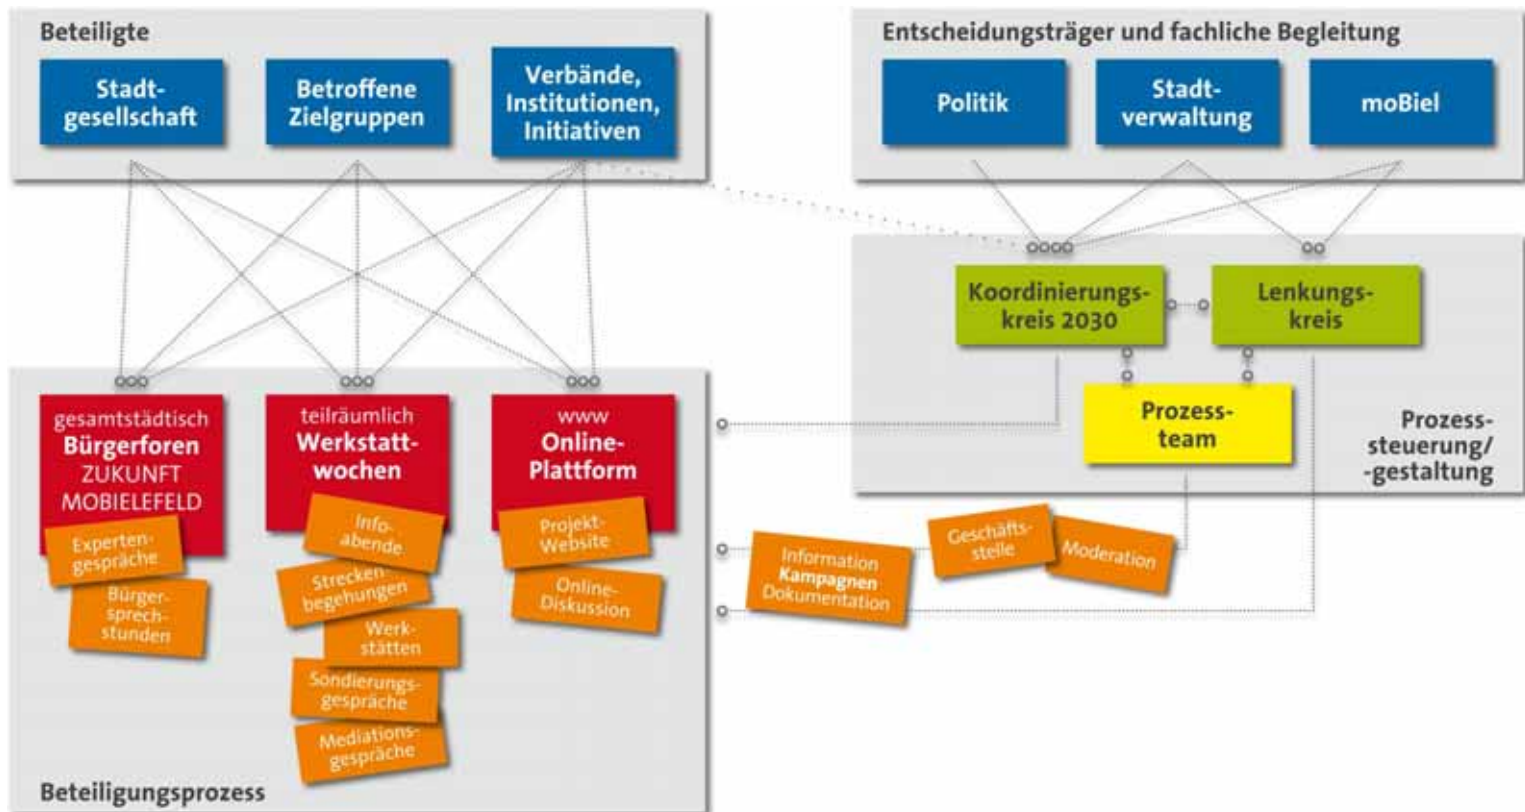 Beteiligte
Stadt-
gesellschaft
Betroffene
Zielgruppen
Verbände,
Institutionen,
Initiativen
Entscheidungsträger und fachliche Begleitung
Politik
Stadt-
verwaltung
moBiel
Koordinierungs-
kreis 2030
Lenkungs-
kreis
Prozess-
team
Prozess-
steuerung/
-gestaltung
gesamtstädtisch
Bürgerforen
ZUKUNFT
MOBIELEFELD
Experten-
gespräche
Bürger-
sprech-
stunden
teilräumlich
Werkstatt-
wochen
Info-
abende
Strecken-
begehungen
Werk-
stätten
Sondierungs-
gespräche
Mediations-
gespräche
www
Online-
Plattform
Projekt-
Website
Online-
Diskussion
Information
Kampagnen
Dokumentation
Geschäfts-
stelle
Moderation
Beteiligungsprozess